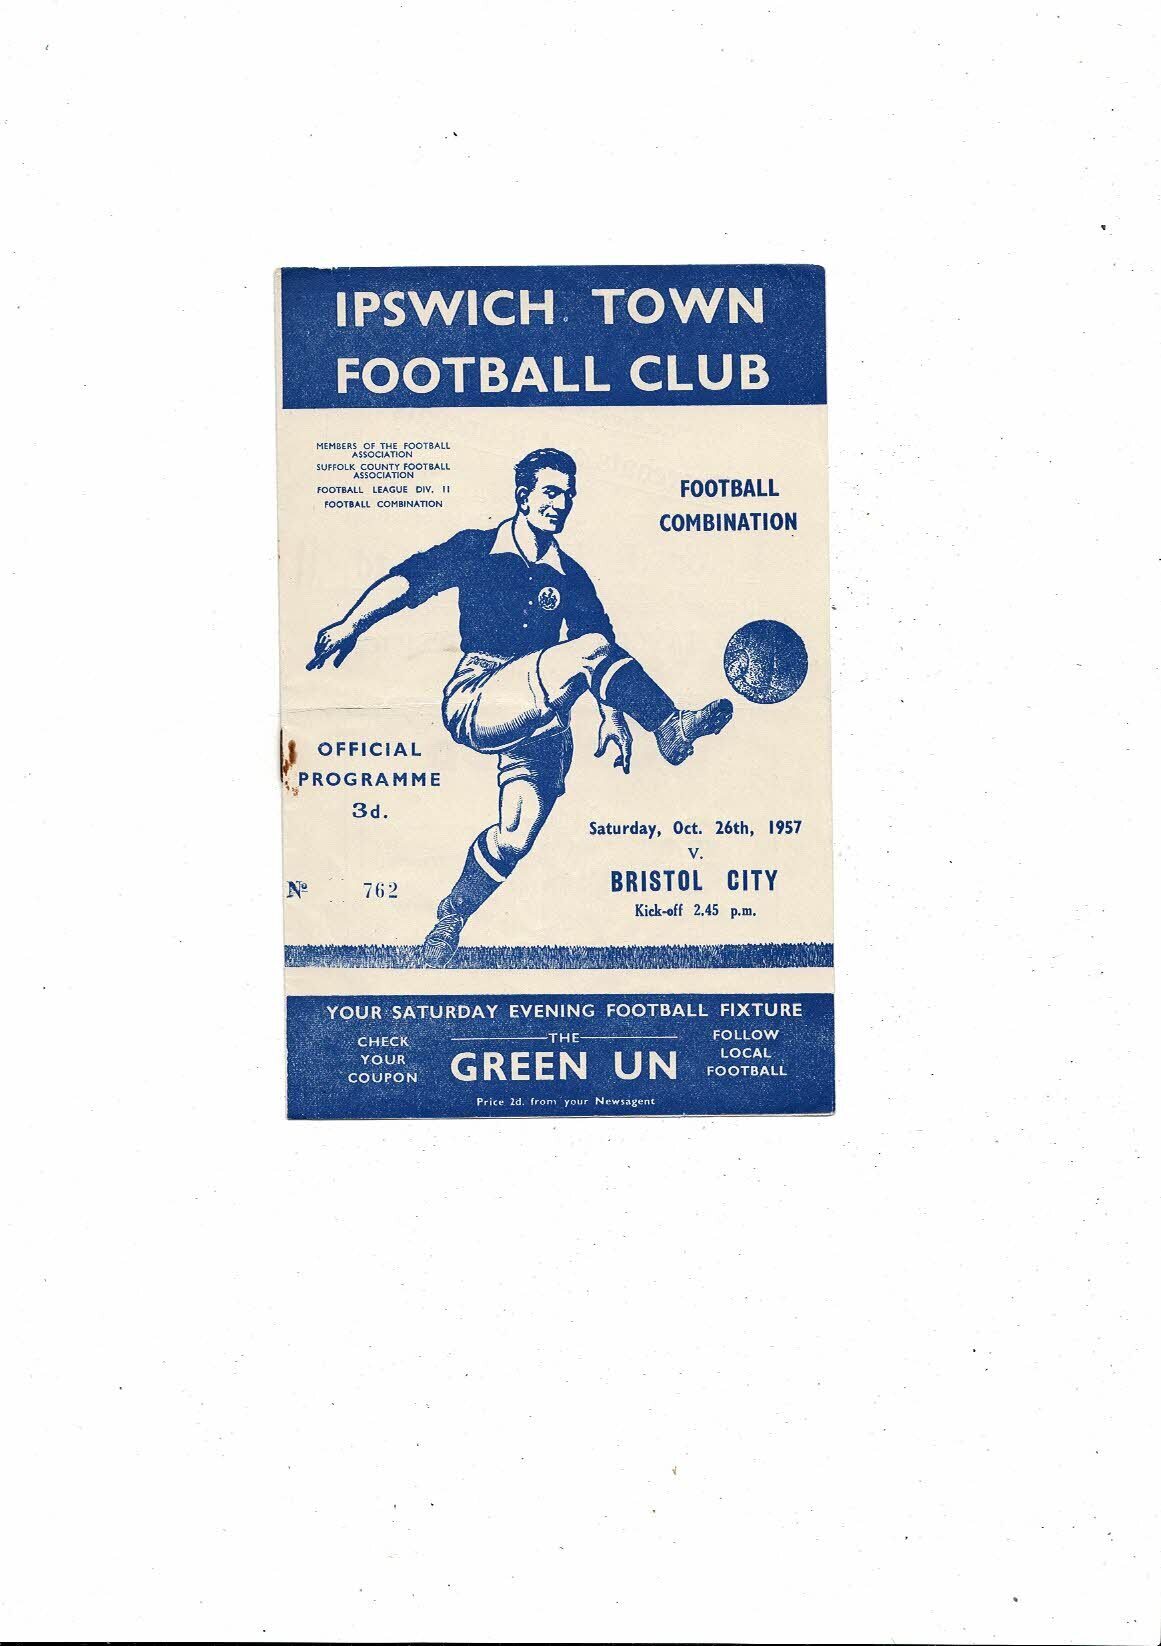 IPSWICH TOWN
FOOTBALL CLUB
MEMBERS OF THE FOOTBALL
ASSOCIATION
SUFFOLK COUNTY FOOTBALL
ASSOCIATION
FOOTBALL LEAGUE DIV. II
FOOTBALL COMBINATION
FOOTBALL
COMBINATION
OFFICIAL
PROGRAMME
3d.
Nº 762
Saturday, Oct. 26th, 1957
v.
BRISTOL CITY
Kick-off 2.45 p.m.
YOUR SATURDAY EVENING FOOTBALL FIXTURE
CHECK
YOUR
COUPON
THE
GREEN UN
FOLLOW
LOCAL
FOOTBALL
Price 2d. from your Newsagent